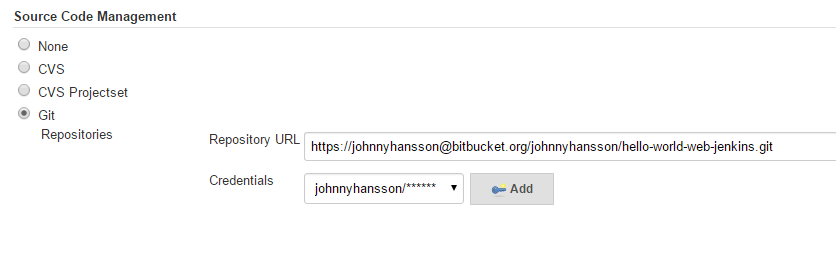 Source Code Management
None
CVS
CVS Projectset
Git
Repositories
Repository URL https://johnnyhansson@bitbucket.org/johnnyhansson/hello-world-web-jenkins.git
Credentials johnnyhansson/****** Add